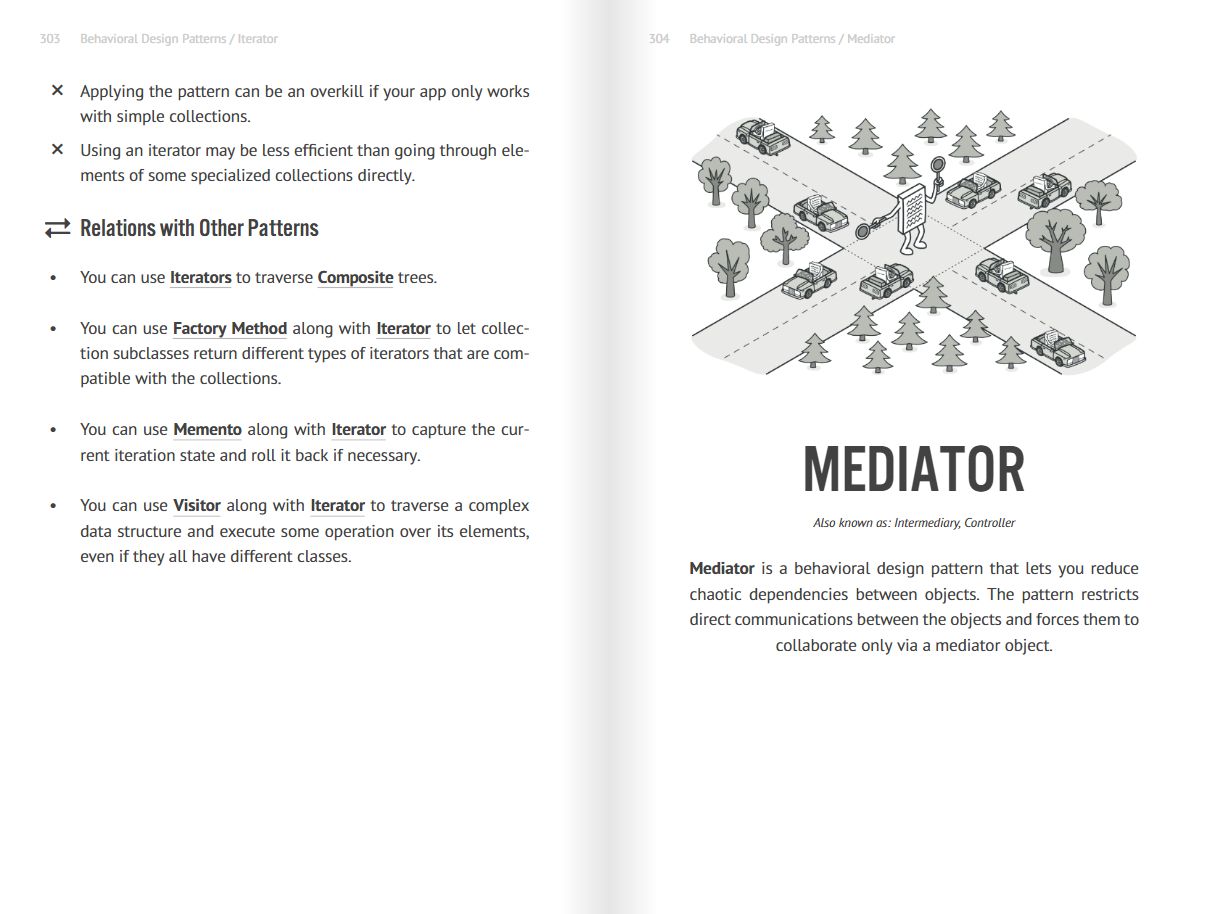 303 Behavioral Design Patterns / Iterator
× Applying the pattern can be an overkill if your app only works
with simple collections.
× Using an iterator may be less efficient than going through ele-
ments of some specialized collections directly.
Relations with Other Patterns
• You can use Iterators to traverse Composite trees.
• You can use Factory Method along with Iterator to let collec-
tion subclasses return different types of iterators that are com-
patible with the collections.
• You can use Memento along with Iterator to capture the cur-
rent iteration state and roll it back if necessary.
• You can use Visitor along with Iterator to traverse a complex
data structure and execute some operation over its elements,
even if they all have different classes.
304 Behavioral Design Patterns / Mediator
MEDIATOR
Also known as: Intermediary, Controller
Mediator is a behavioral design pattern that lets you reduce
chaotic dependencies between objects. The pattern restricts
direct communications between the objects and forces them to
collaborate only via a mediator object.